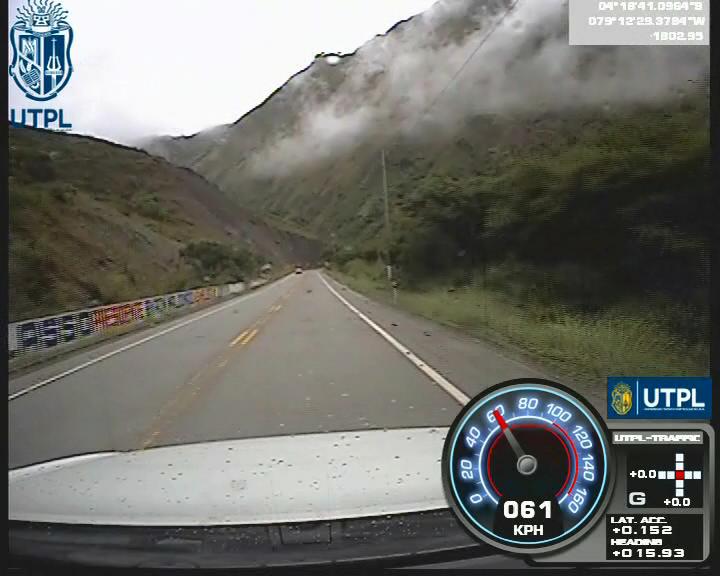 04°18'41.0964"S
079°12'29.3784"W
1802.95
UTPL
UTPL
UTPL-TRAFFIC
+0.0
G
+0.0
LAT. ACC.
+0.152
HEADING
+015.93
0 20 40 60 80 100 120 140 160
061
KPH